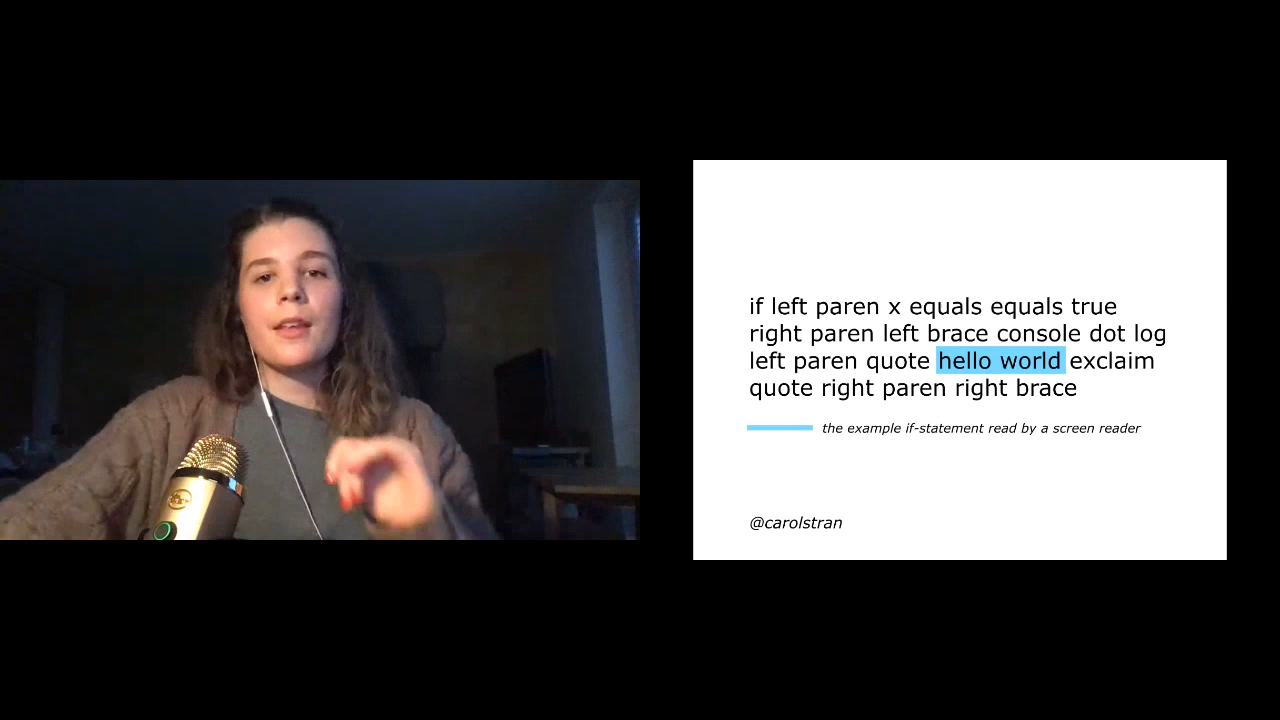 if left paren x equals equals true
right paren left brace console dot log
left paren quote hello world exclaim
quote right paren right brace
the example if-statement read by a screen reader
@carolstran